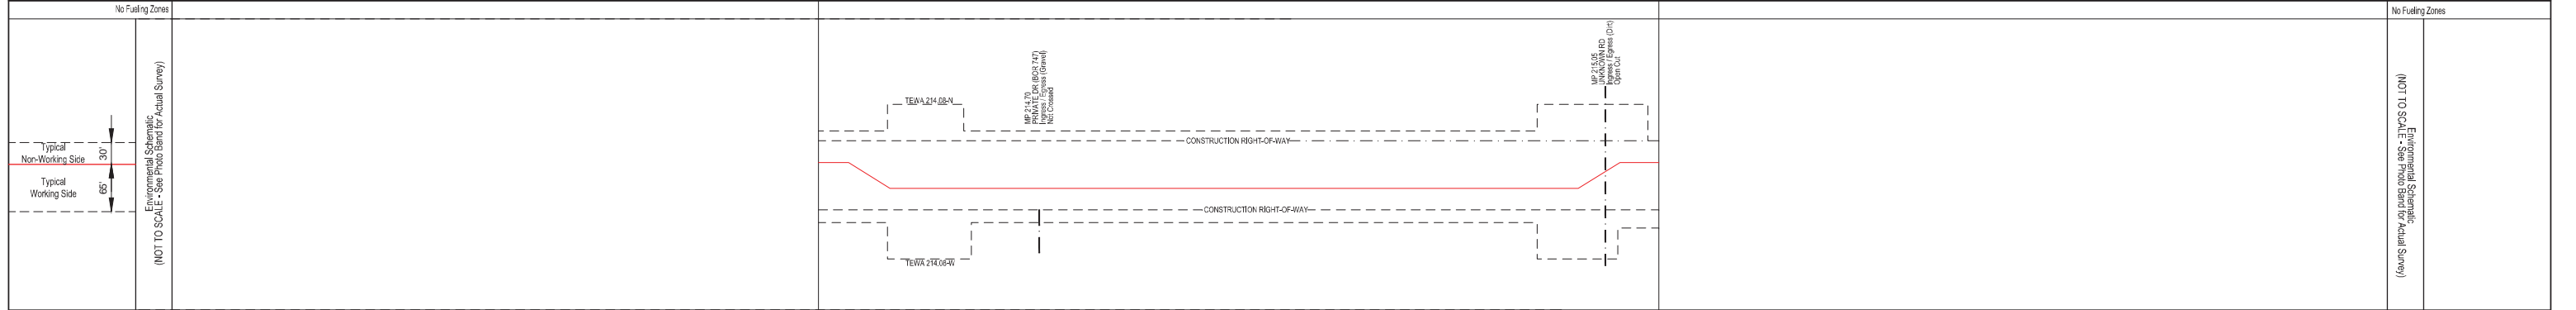 No Fueling Zones
No Fueling Zones
Typical
Non-Working Side
30'
Typical
Working Side
65'
Environmental Schematic
(NOT TO SCALE - See Photo Band for Actual Survey)
TEWA 214.08-N
MP 214.70
PRIVATE DR (BOR 747)
Ingress / Egress (Gravel)
Not Crossed
CONSTRUCTION RIGHT-OF-WAY
MP 215.05
UNKNOWN RD
Ingress / Egress (Dirt)
Open Cut
CONSTRUCTION RIGHT-OF-WAY
TEWA 214.08-W
Environmental Schematic
(NOT TO SCALE - See Photo Band for Actual Survey)